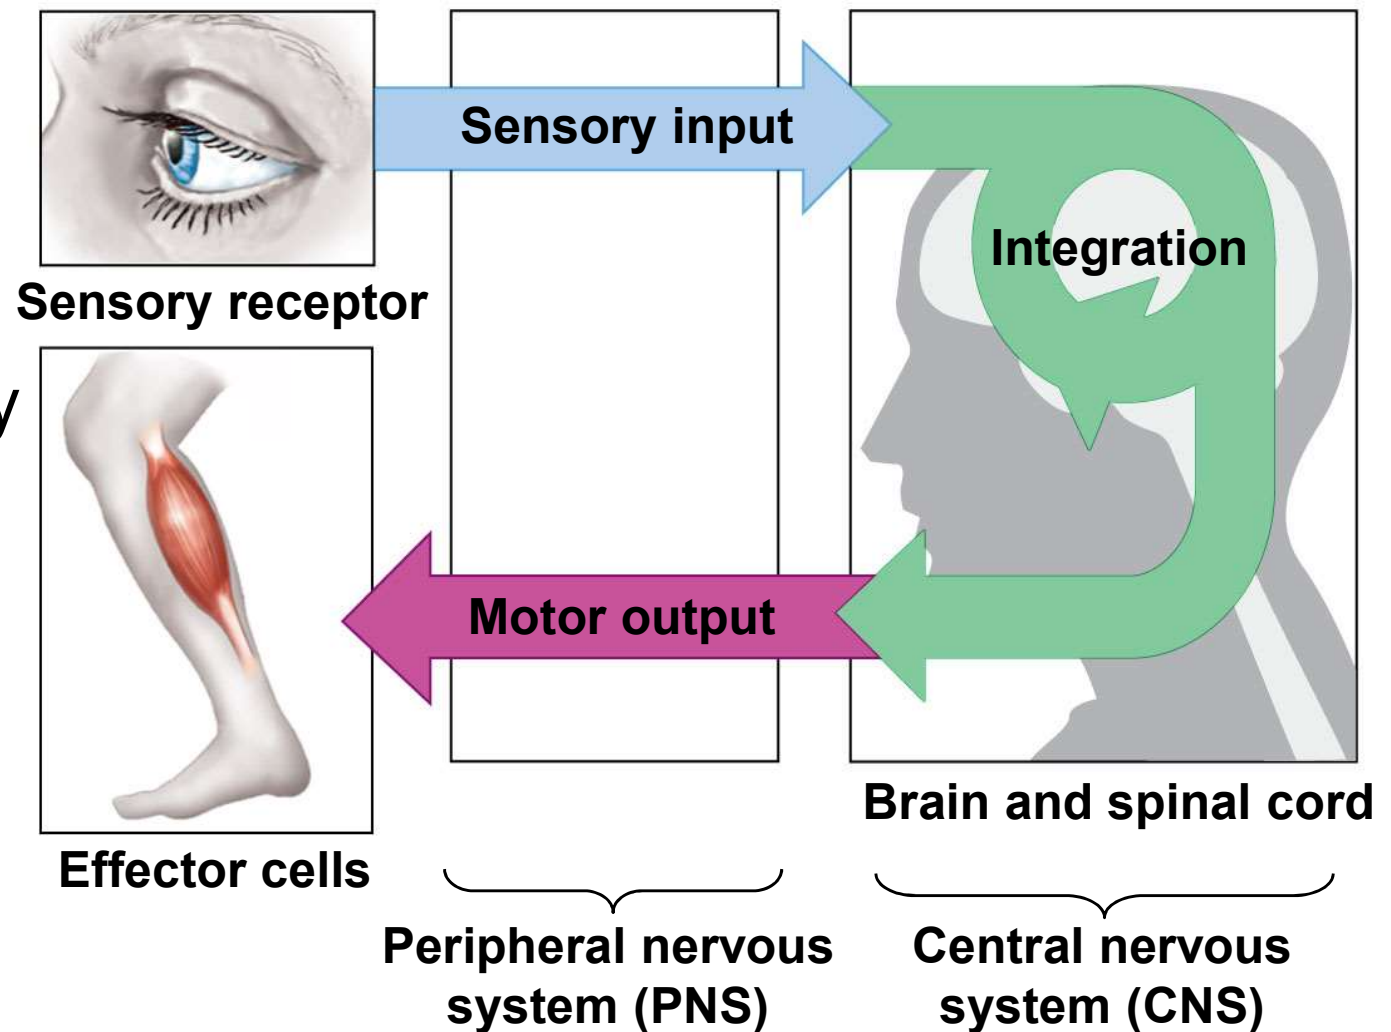 Sensory input
Integration
Sensory receptor
y
Motor output
Brain and spinal cord
Effector cells
Peripheral nervous
system (PNS)
Central nervous
system (CNS)